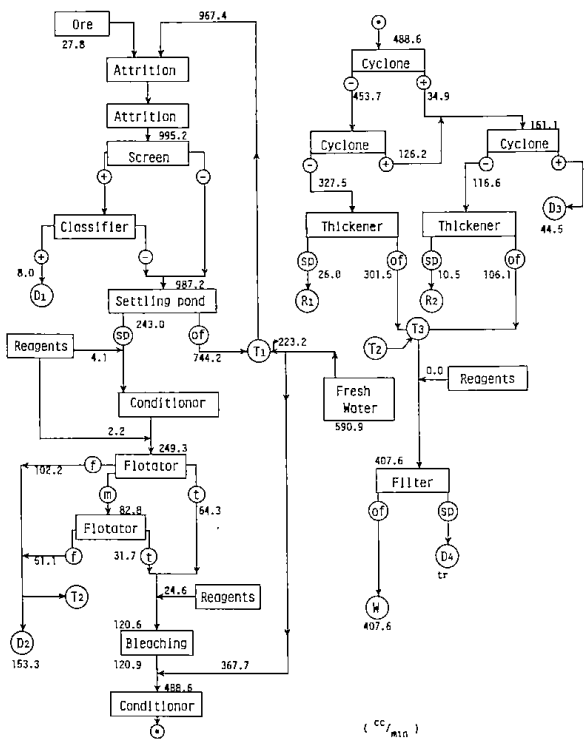 Ore
27.8
967.4
Attrition
Attrition
995.2
Screen
+
-
Classifier
+
-
8.0
D1
987.2
Settling pond
sp
243.0
of
744.2
T1
223.2
Reagents
4.1
Fresh
Water
590.9
Conditionar
2.2
249.3
Flotator
102.2
f
m
t
82.8
64.3
Flotator
51.1
f
31.7
t
T2
D2
153.3
24.6
Reagents
120.6
Bleaching
120.9
367.7
488.6
Conditionar
488.6
Cyclone
-
+
453.7
34.9
Cyclone
-
+
126.2
327.5
161.1
Cyclone
-
+
116.6
D3
44.5
Thickener
Thickener
sp
26.0
of
301.5
sp
10.5
of
106.1
R1
R2
T2
T3
0.0
Reagents
407.6
Filter
of
sp
D4
tr
W
407.6
( cc/min )